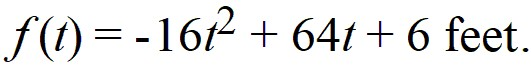 f(t) = -16t² + 64t + 6 feet.